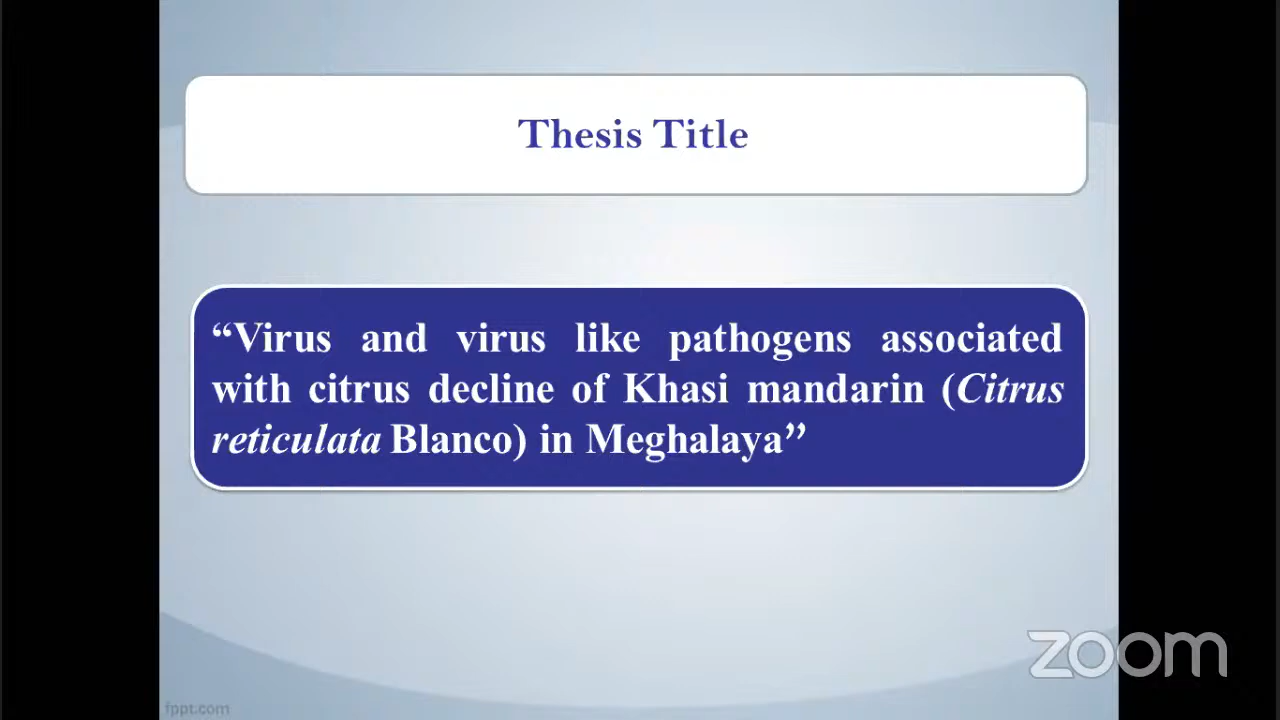 Thesis Title
“Virus and virus like pathogens associated
with citrus decline of Khasi mandarin (Citrus
reticulata Blanco) in Meghalaya”
zoom
fppt.com